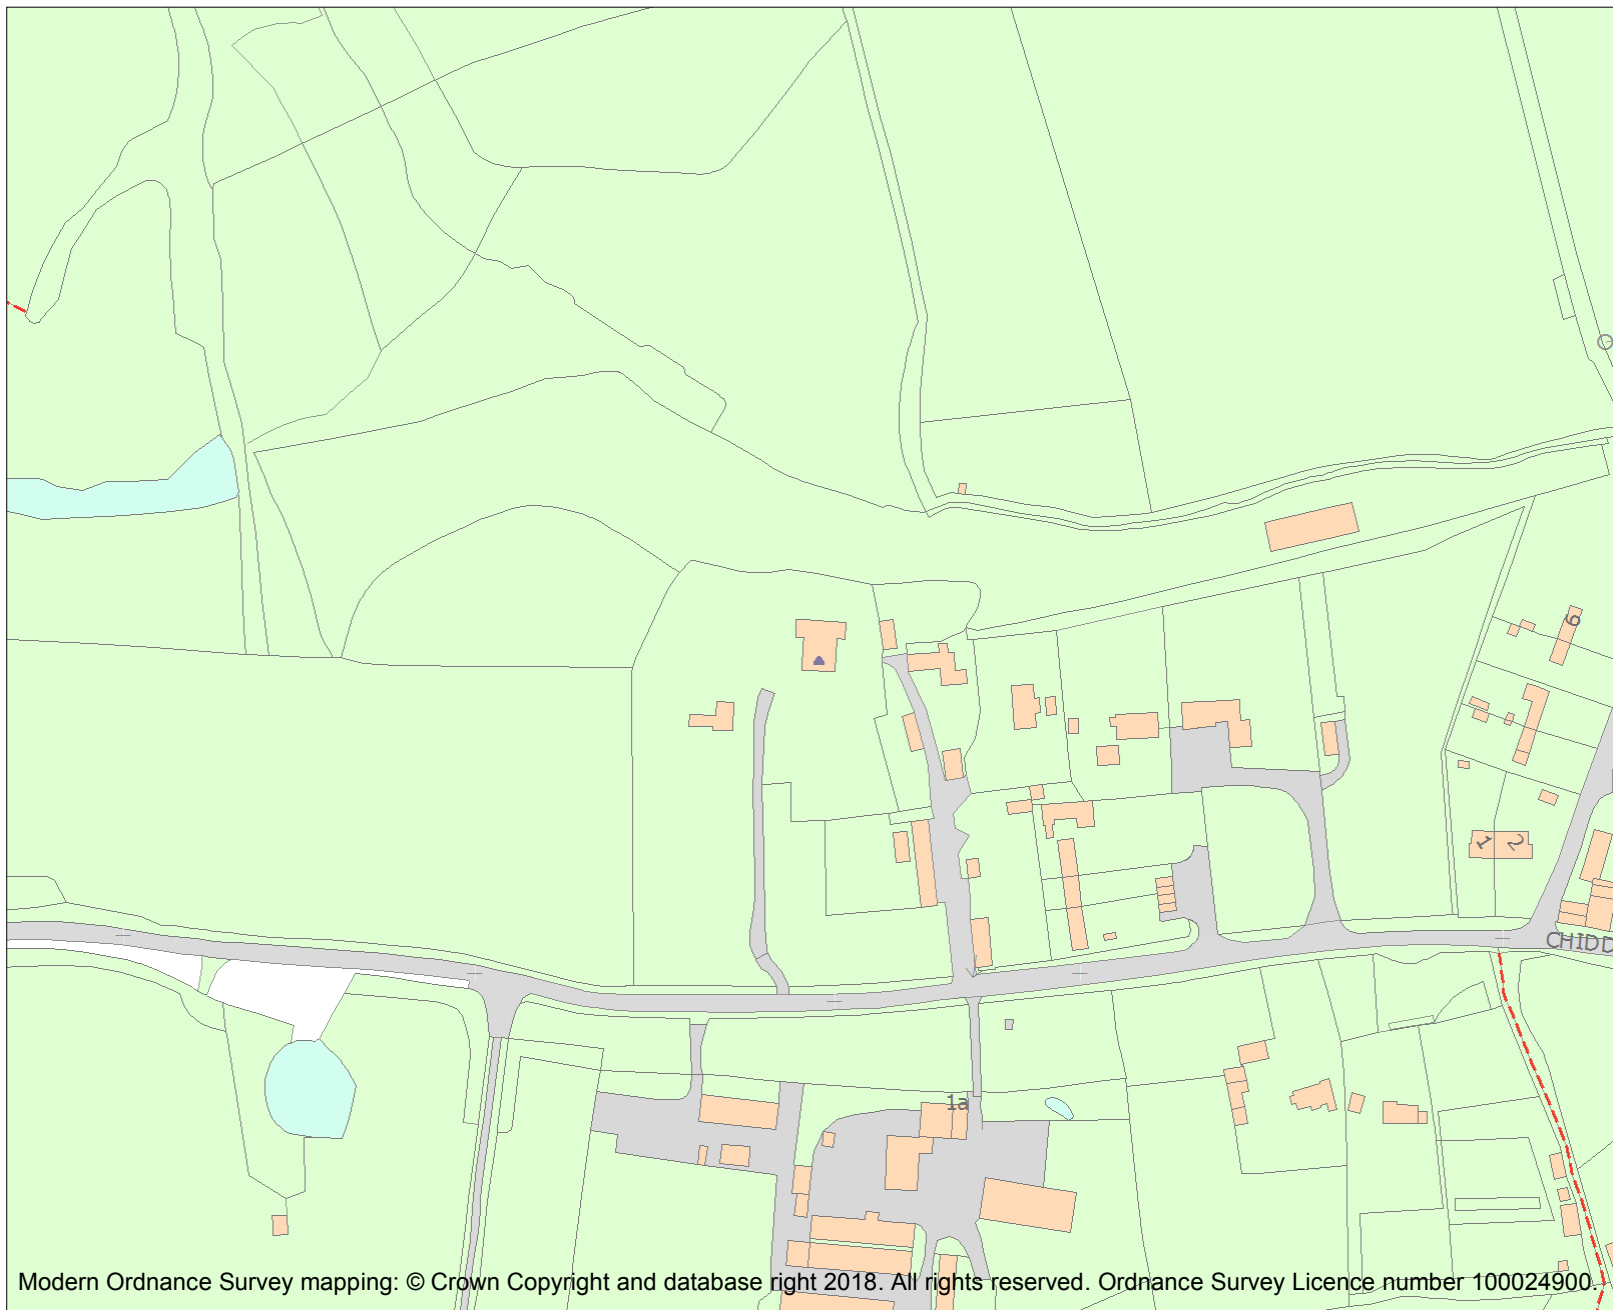 6
1 2
CHIDD
1a
Modern Ordnance Survey mapping: © Crown Copyright and database right 2018. All rights reserved. Ordnance Survey Licence number 100024900.